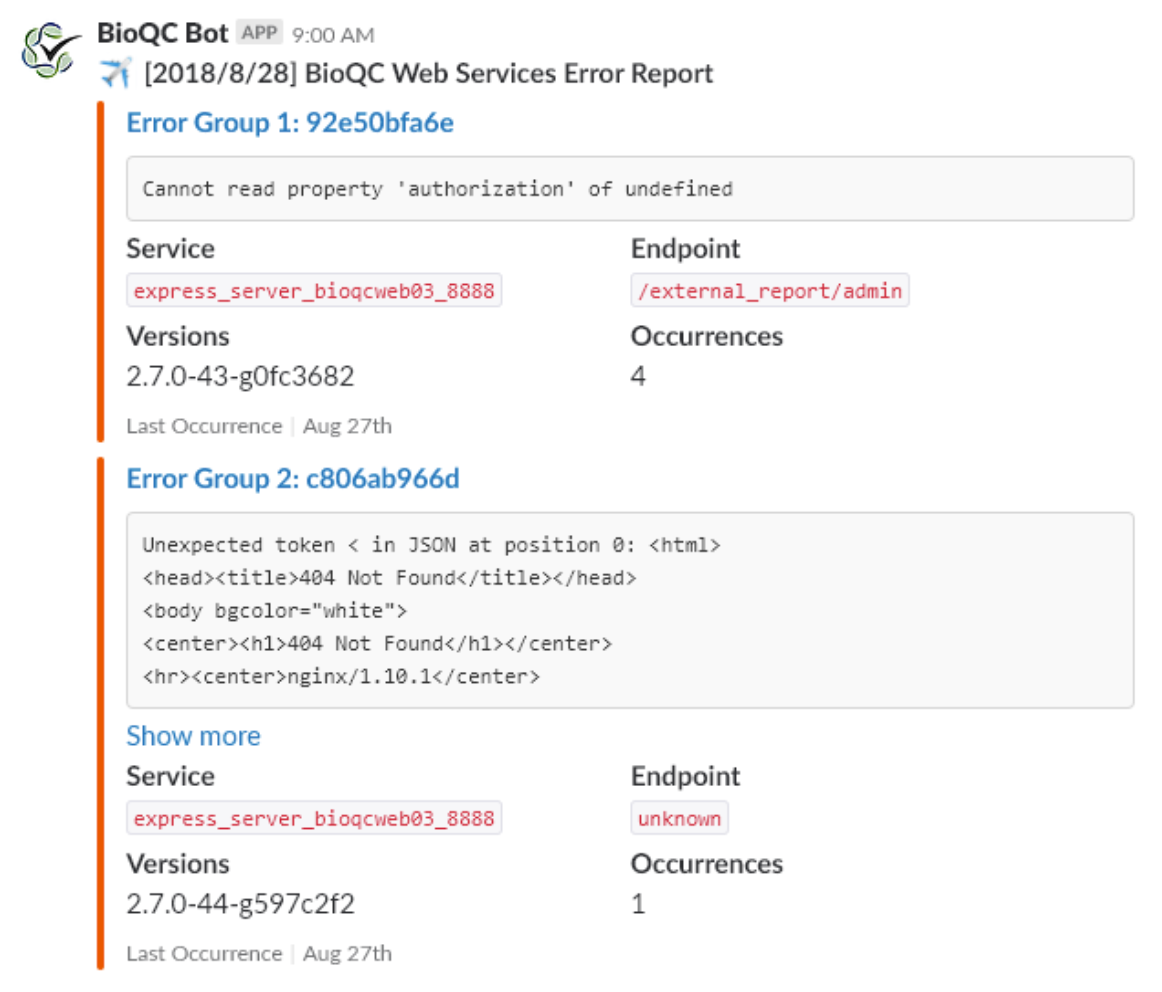 BioQC Bot APP 9:00 AM
[2018/8/28] BioQC Web Services Error Report
Error Group 1: 92e50bfa6e
Cannot read property 'authorization' of undefined
Service Endpoint
express_server_bioqcweb03_8888 /external_report/admin
Versions Occurrences
2.7.0-43-g0fc3682 4
Last Occurrence | Aug 27th
Error Group 2: c806ab966d
Unexpected token < in JSON at position 0: <html>
<head><title>404 Not Found</title></head>
<body bgcolor="white">
<center><h1>404 Not Found</h1></center>
<hr><center>nginx/1.10.1</center>
Show more
Service Endpoint
express_server_bioqcweb03_8888 unknown
Versions Occurrences
2.7.0-44-g597c2f2 1
Last Occurrence | Aug 27th